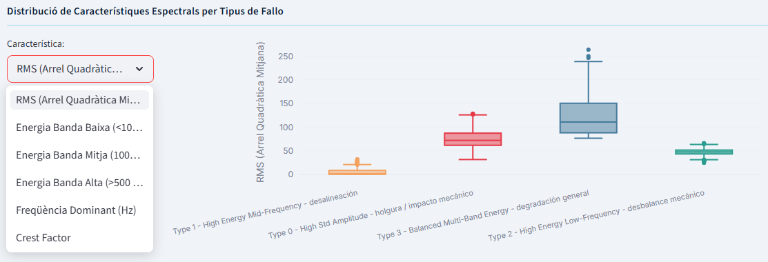 Distribució de Característiques Espectrals per Tipus de Fallo
Característica:
RMS (Arrel Quadràtic...
RMS (Arrel Quadràtica Mi...
Energia Banda Baixa (<10...
Energia Banda Mitja (100...
Energia Banda Alta (>500 ...
Freqüència Dominant (Hz)
Crest Factor
RMS (Arrel Quadràtica Mitjana)
250
200
150
100
50
0
Type 1 - High Energy Mid-Frequency - desalineación
Type 0 - High Std Amplitude - holgura / impacto mecánico
Type 3 - Balanced Multi-Band Energy - degradación general
Type 2 - High Energy Low-Frequency - desbalance mecánico